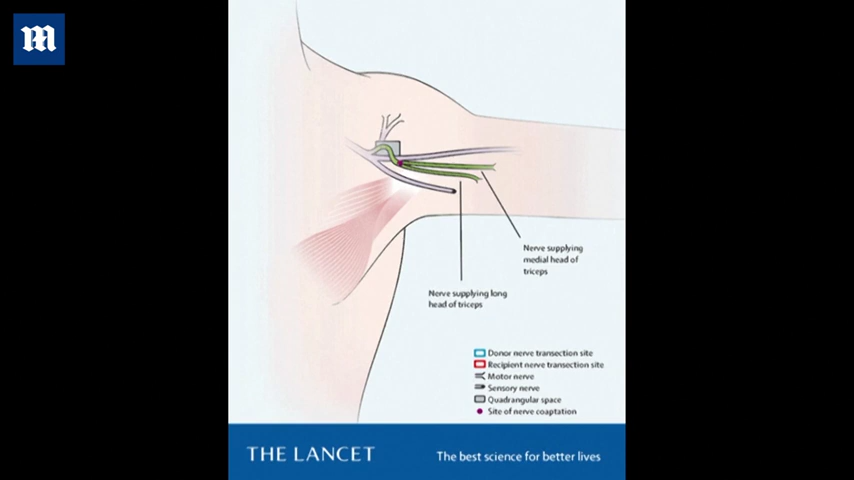 m
Nerve supplying
medial head of
triceps
Nerve supplying long
head of triceps
Donor nerve transection site
Recipient nerve transection site
Motor nerve
Sensory nerve
Quadrangular space
Site of nerve coaptation
THE LANCET
The best science for better lives